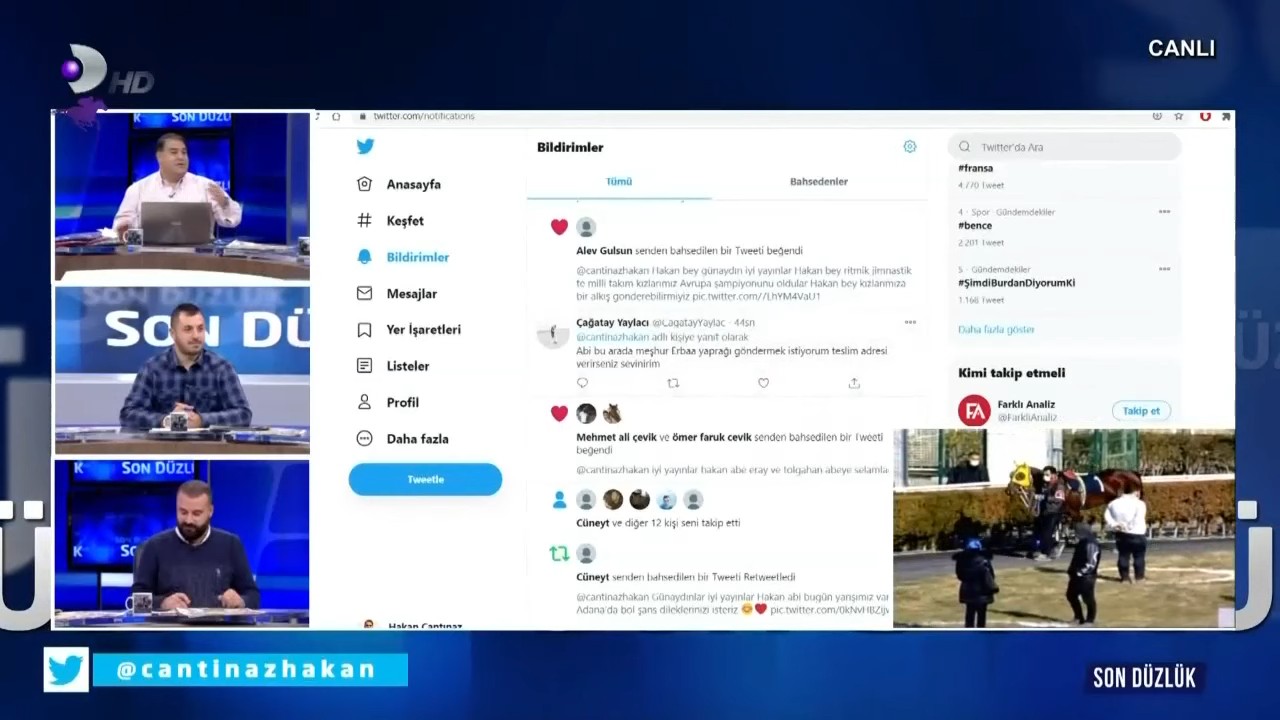 CANLI
HD
SON DÜZLÜ
SON DÜ
SON DÜZLÜ
twitter.com/notifications
Anasayfa
Keşfet
Bildirimler
Mesajlar
Yer İşaretleri
Listeler
Profil
Daha fazla
Tweetle
Hakan Cantınaz
Bildirimler
Tümü
Bahsedenler
Alev Gulsun senden bahsedilen bir Tweeti beğendi
@cantinazhakan Hakan bey günaydın iyi yayınlar Hakan bey ritmik jimnastik
te milli takım kızlarımız Avrupa şampiyonunu oldular Hakan bey kızlarımıza
bir alkış gonderebilirmiyiz pic.twitter.com/7LhYM4VaU1
Çağatay Yaylacı @CagatayYaylac · 44sn
@cantinazhakan adlı kişiye yanıt olarak
Abi bu arada meşhur Erbaa yaprağı göndermek istiyorum teslim adresi
verirseniz sevinirim
Mehmet ali çevik ve ömer faruk cevik senden bahsedilen bir Tweeti
beğendi
@cantinazhakan iyi yayınlar hakan abe eray ve tolgahan abeye selamla
Cüneyt ve diğer 12 kişi seni takip etti
Cüneyt senden bahsedilen bir Tweeti Retweetledi
@cantinazhakan Günaydınlar iyi yayınlar Hakan abi bugün yarışımız var
Adana'da bol şans dileklerinizi isteriz 😊❤️ pic.twitter.com/0kNvHBZijv
Twitter'da Ara
#fransa
4.770 Tweet
4 · Spor · Gündemdekiler
#bence
2.201 Tweet
5 · Gündemdekiler
#ŞimdiBurdanDiyorumKi
1.166 Tweet
Daha fazla göster
Kimi takip etmeli
FA
Farklı Analiz
@FarkliAnaliz
Takip et
@cantinazhakan
SON DÜZLÜK